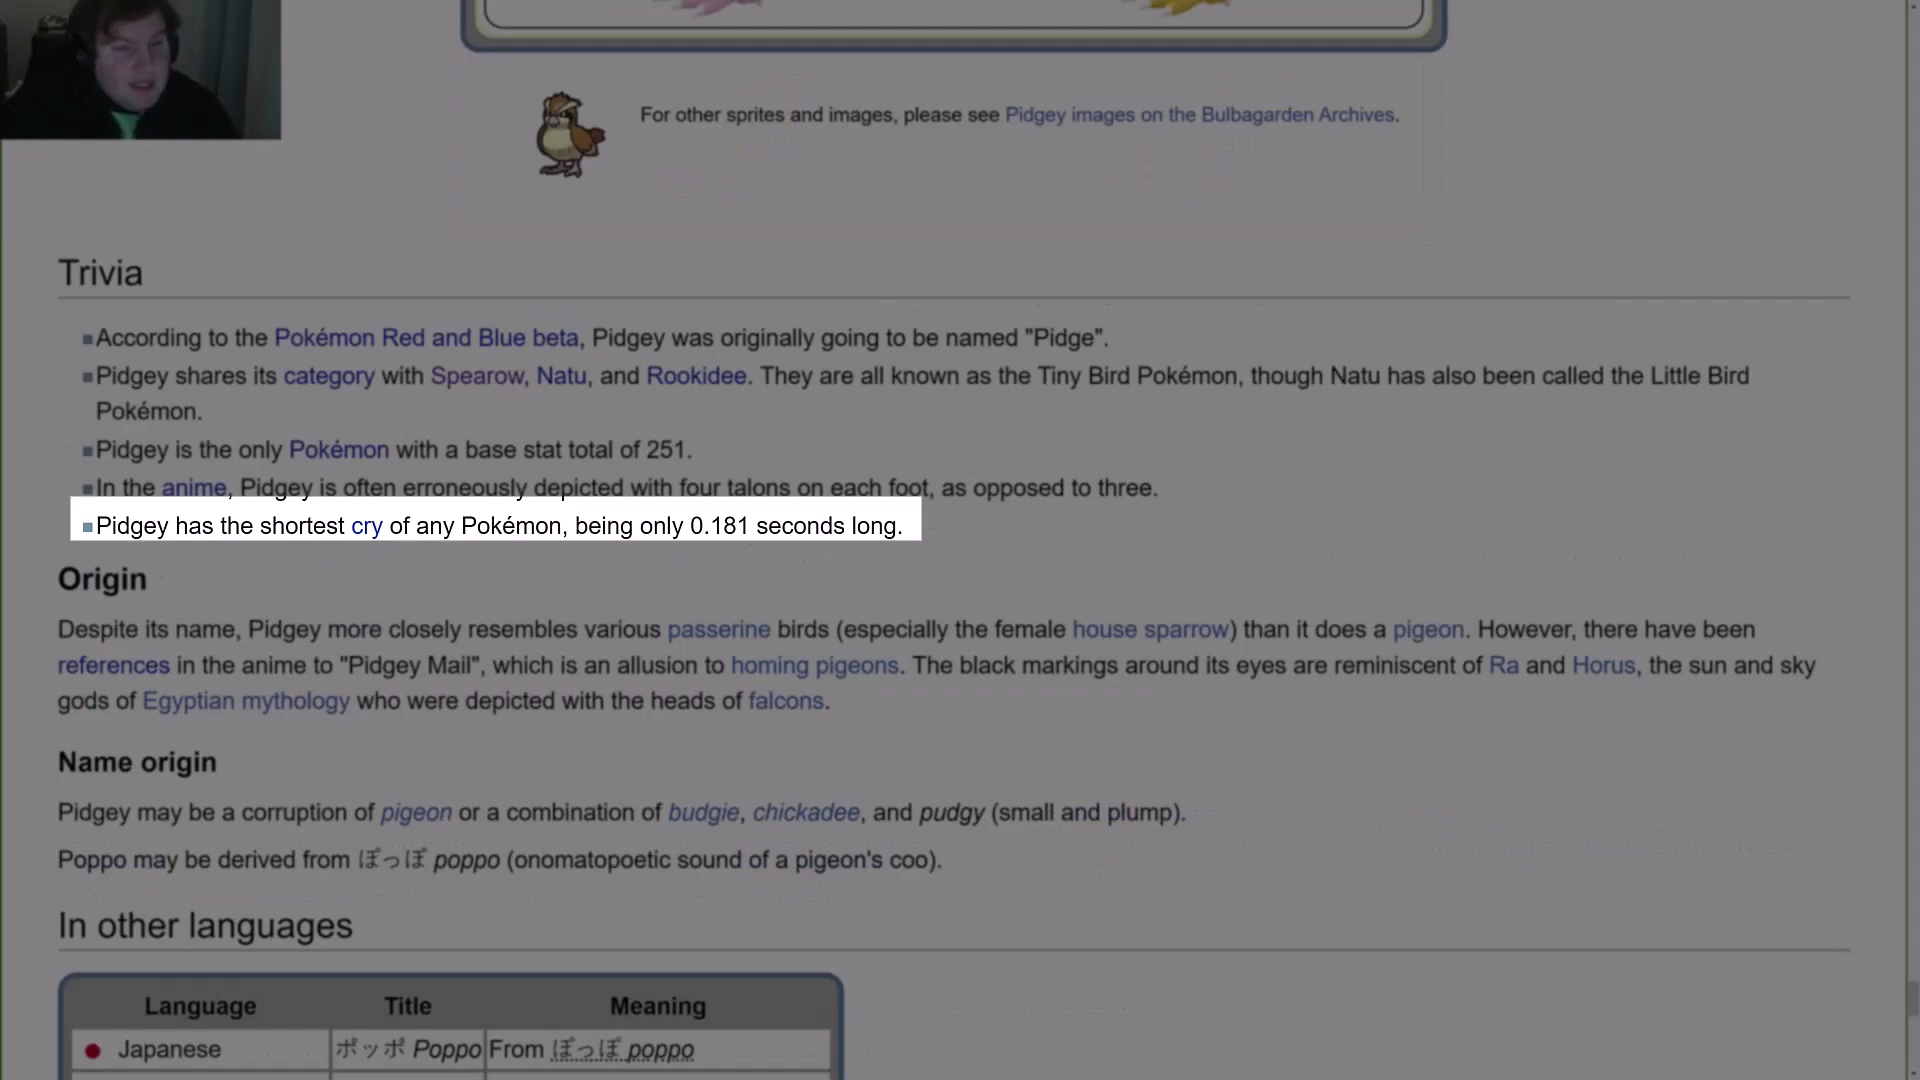 For other sprites and images, please see Pidgey images on the Bulbagarden Archives.
Trivia
According to the Pokémon Red and Blue beta, Pidgey was originally going to be named "Pidge".
Pidgey shares its category with Spearow, Natu, and Rookidee. They are all known as the Tiny Bird Pokémon, though Natu has also been called the Little Bird
Pokémon.
Pidgey is the only Pokémon with a base stat total of 251.
In the anime, Pidgey is often erroneously depicted with four talons on each foot, as opposed to three.
Pidgey has the shortest cry of any Pokémon, being only 0.181 seconds long.
Origin
Despite its name, Pidgey more closely resembles various passerine birds (especially the female house sparrow) than it does a pigeon. However, there have been
references in the anime to "Pidgey Mail", which is an allusion to homing pigeons. The black markings around its eyes are reminiscent of Ra and Horus, the sun and sky
gods of Egyptian mythology who were depicted with the heads of falcons.
Name origin
Pidgey may be a corruption of pigeon or a combination of budgie, chickadee, and pudgy (small and plump).
Poppo may be derived from ぽっぽ poppo (onomatopoetic sound of a pigeon's coo).
In other languages
Language Title Meaning
Japanese ポッポ Poppo From ぽっぽ poppo